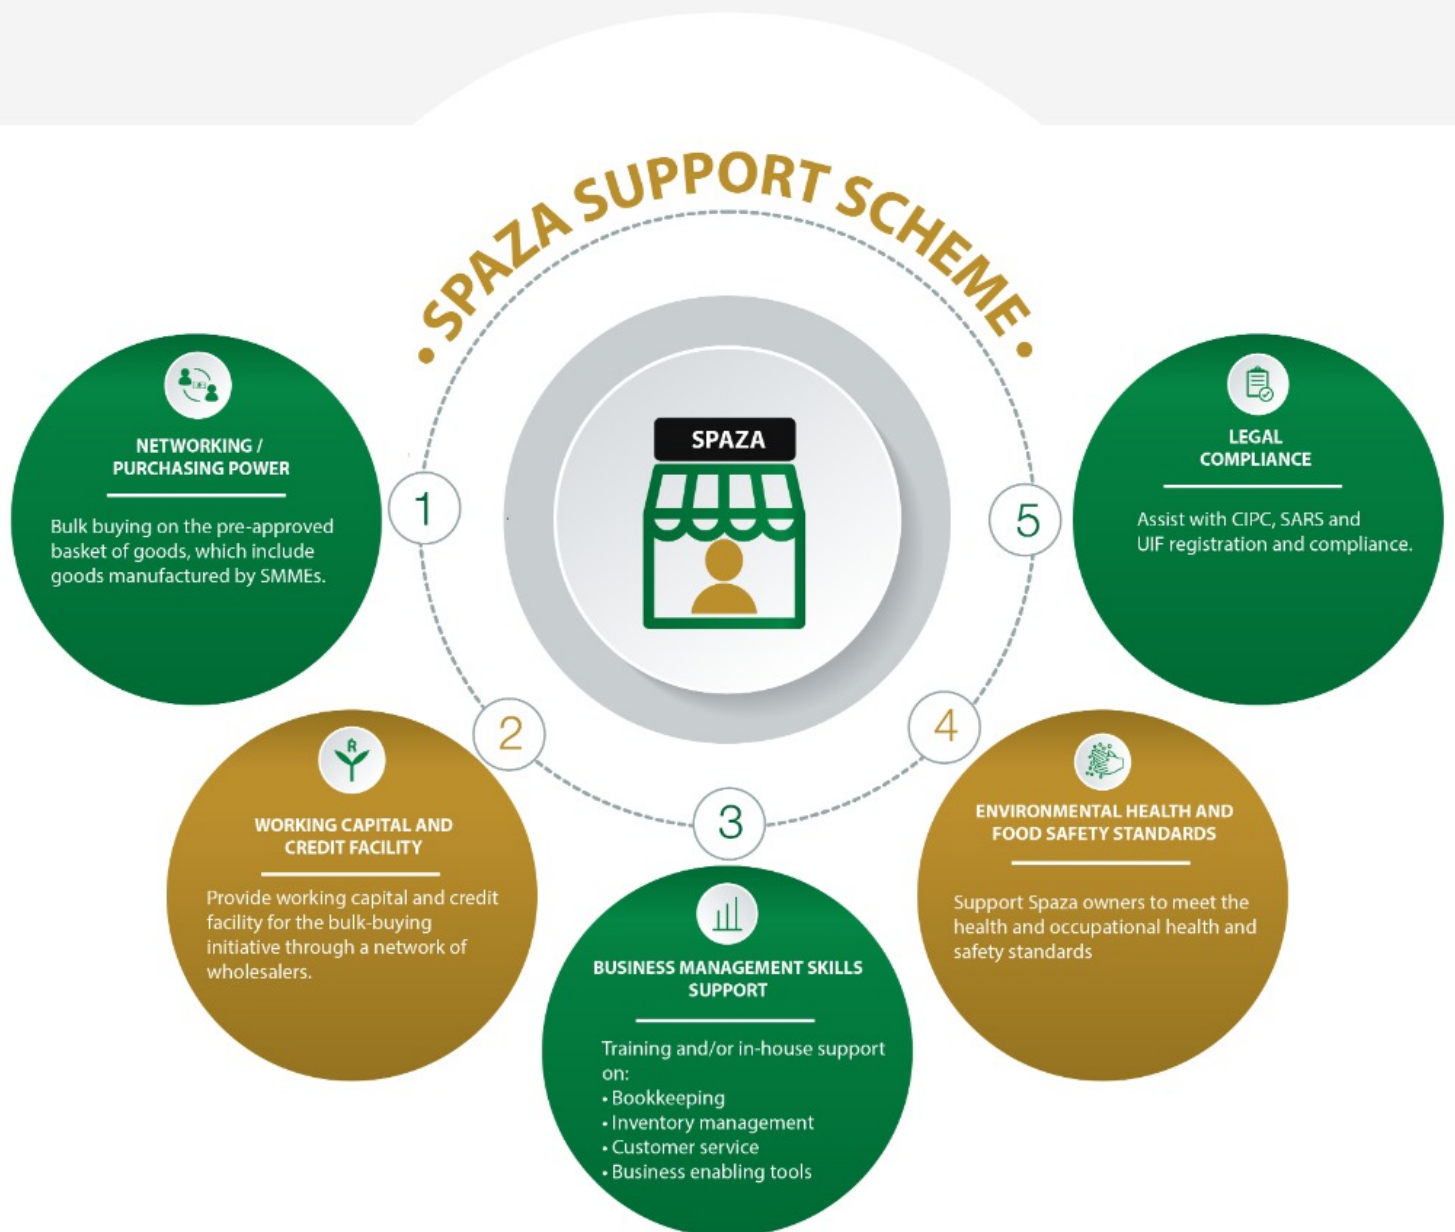 SPAZA SUPPORT SCHEME
SPAZA
1
NETWORKING /
PURCHASING POWER
Bulk buying on the pre-approved
basket of goods, which include
goods manufactured by SMMEs.
2
WORKING CAPITAL AND
CREDIT FACILITY
Provide working capital and credit
facility for the bulk-buying
initiative through a network of
wholesalers.
3
BUSINESS MANAGEMENT SKILLS
SUPPORT
Training and/or in-house support
on:
• Bookkeeping
• Inventory management
• Customer service
• Business enabling tools
4
ENVIRONMENTAL HEALTH AND
FOOD SAFETY STANDARDS
Support Spaza owners to meet the
health and occupational health and
safety standards
5
LEGAL
COMPLIANCE
Assist with CIPC, SARS and
UIF registration and compliance.